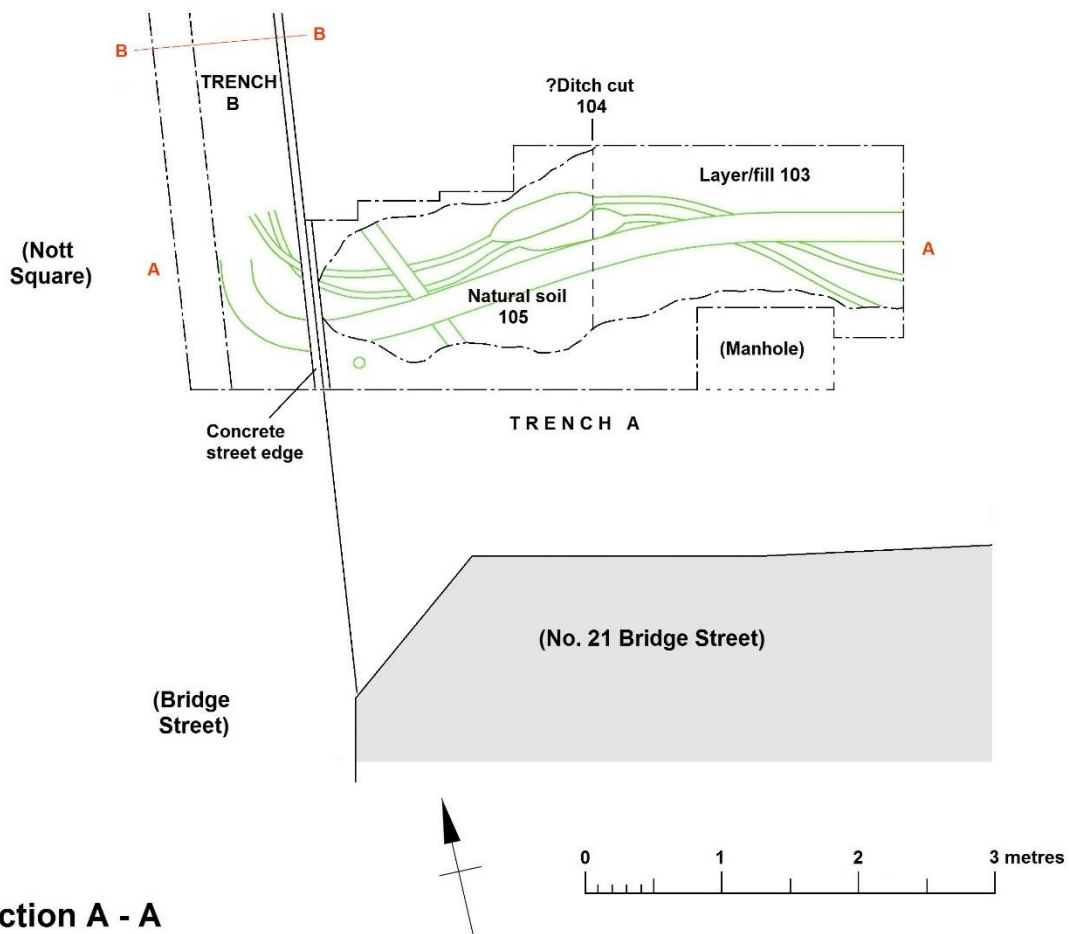 B
B
TRENCH
B
?Ditch cut
104
Layer/fill 103
(Nott
Square)
A
A
Natural soil
105
(Manhole)
Concrete
street edge
TRENCH A
(No. 21 Bridge Street)
(Bridge
Street)
0 1 2 3 metres
ction A - A